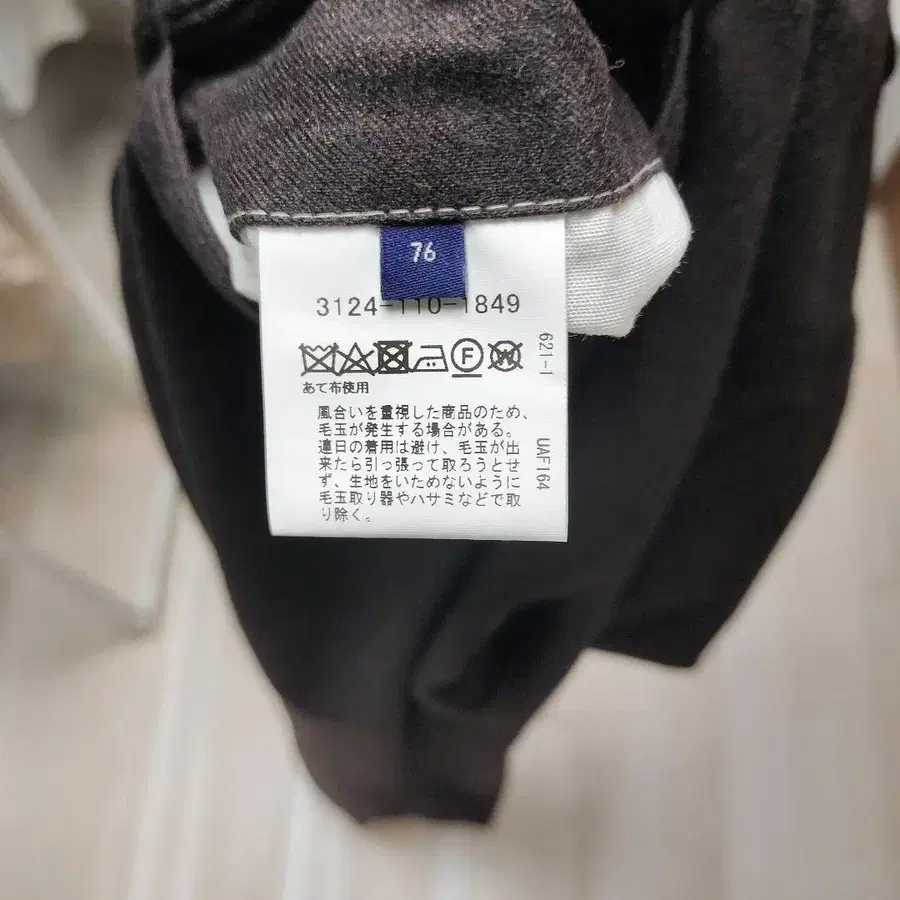 76
3124-110-1849
F
W
あて布使用
風合いを重視した商品のため、
毛玉が発生する場合がある。
連日の着用は避け、毛玉が出
来たら引っ張って取ろうとせ
ず、生地をいためないように
毛玉取り器やハサミなどで取
り除く。
621-1
UAF164